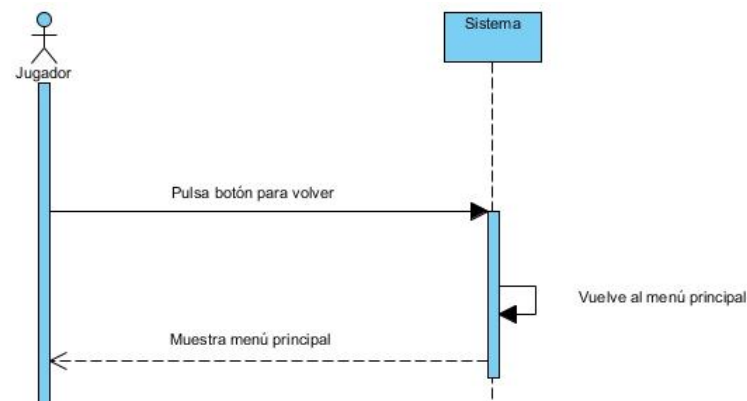 Sistema
Jugador
Pulsa botón para volver
Vuelve al menú principal
Muestra menú principal